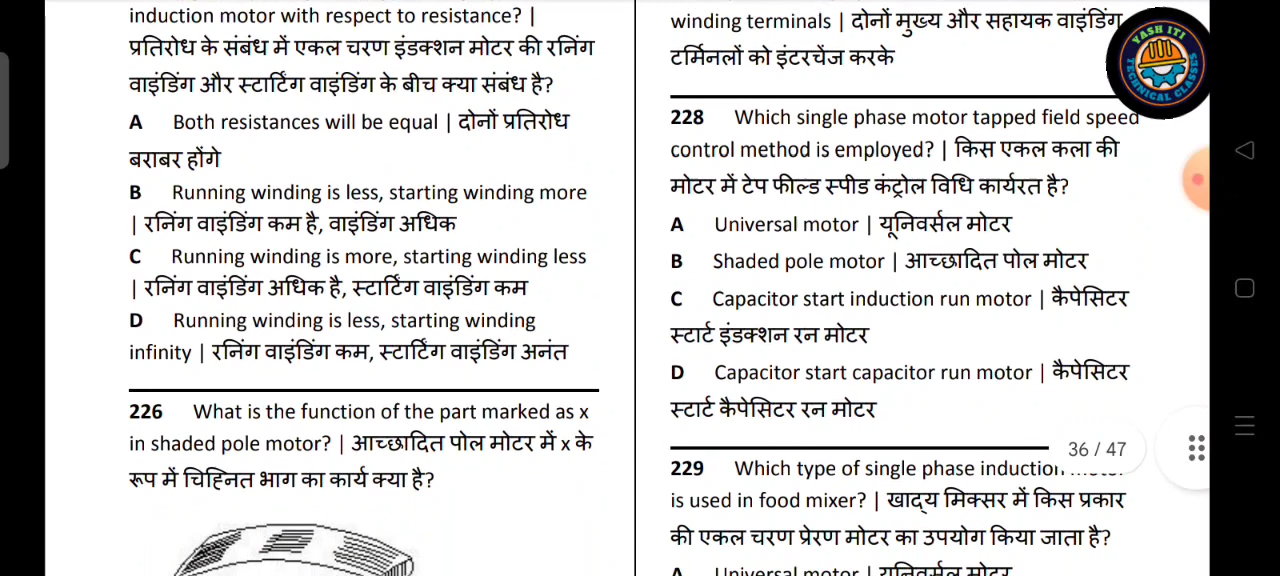 induction motor with respect to resistance? |
प्रतिरोध के संबंध में एकल चरण इंडक्शन मोटर की रनिंग
वाइंडिंग और स्टार्टिंग वाइंडिंग के बीच क्या संबंध है?
A Both resistances will be equal | दोनों प्रतिरोध
बराबर होंगे
B Running winding is less, starting winding more
| रनिंग वाइंडिंग कम है, वाइंडिंग अधिक
C Running winding is more, starting winding less
| रनिंग वाइंडिंग अधिक है, स्टार्टिंग वाइंडिंग कम
D Running winding is less, starting winding
infinity | रनिंग वाइंडिंग कम, स्टार्टिंग वाइंडिंग अनंत
226 What is the function of the part marked as x
in shaded pole motor? | आच्छादित पोल मोटर में x के
रूप में चिह्नित भाग का कार्य क्या है?
winding terminals | दोनों मुख्य और सहायक वाइंडिंग
टर्मिनलों को इंटरचेंज करके
228 Which single phase motor tapped field speed
control method is employed? | किस एकल कला की
मोटर में टेप फील्ड स्पीड कंट्रोल विधि कार्यरत है?
A Universal motor | यूनिवर्सल मोटर
B Shaded pole motor | आच्छादित पोल मोटर
C Capacitor start induction run motor | कैपेसिटर
स्टार्ट इंडक्शन रन मोटर
D Capacitor start capacitor run motor | कैपेसिटर
स्टार्ट कैपेसिटर रन मोटर
229 Which type of single phase induction
is used in food mixer? | खाद्य मिक्सर में किस प्रकार
की एकल चरण प्रेरण मोटर का उपयोग किया जाता है?
A Universal motor | यूनिवर्सल मोटर
36 / 47
YASH ITI
TECHNICAL CLASSES